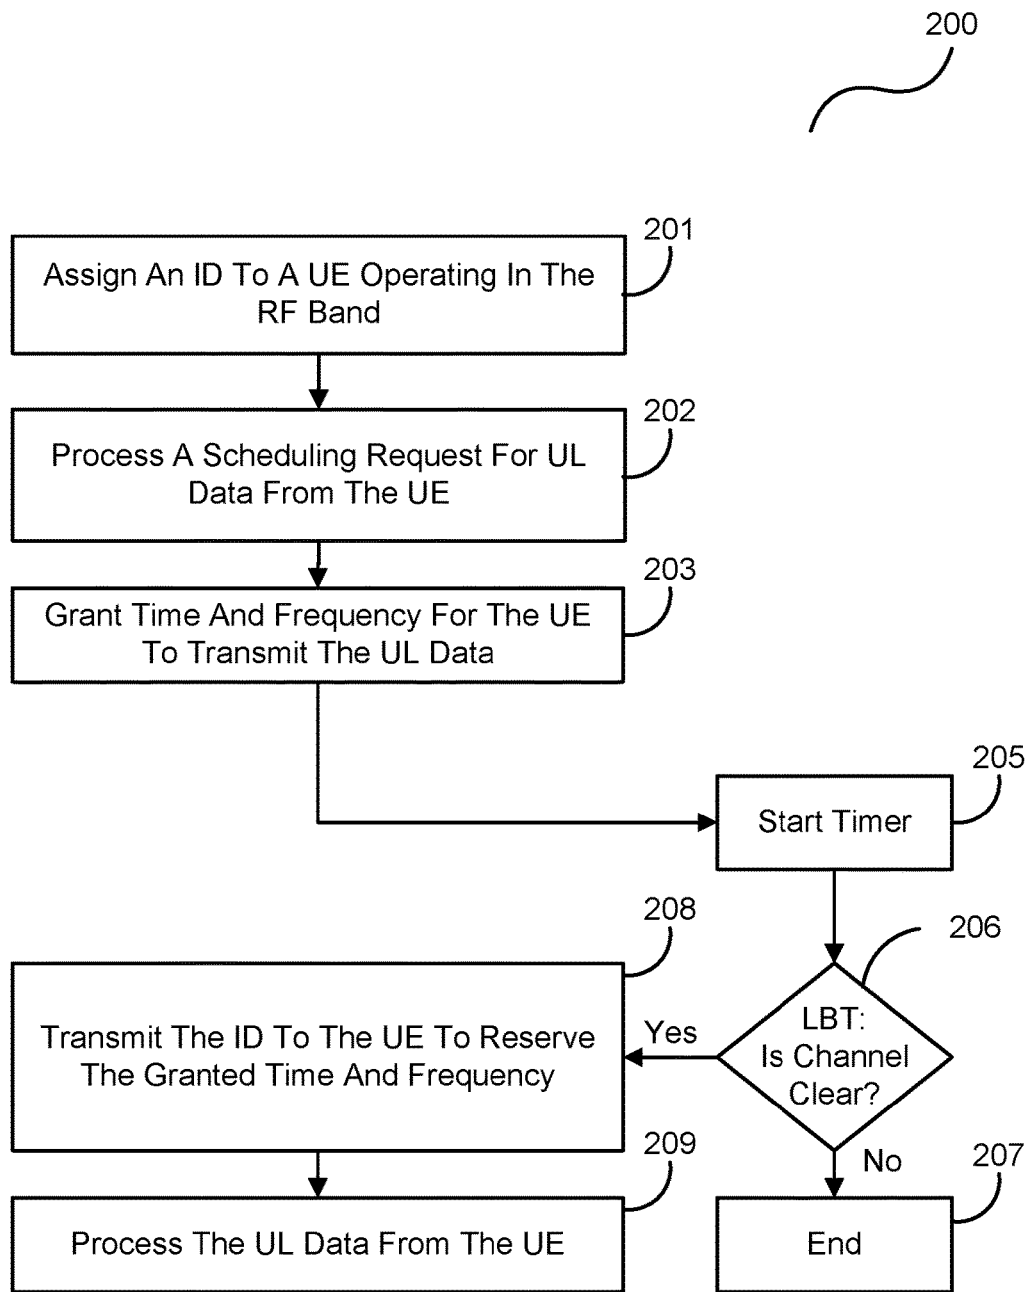 200
201
Assign An ID To A UE Operating In The
RF Band
202
Process A Scheduling Request For UL
Data From The UE
203
Grant Time And Frequency For The UE
To Transmit The UL Data
205
Start Timer
206
LBT:
Is Channel
Clear?
Yes
No
208
Transmit The ID To The UE To Reserve
The Granted Time And Frequency
209
Process The UL Data From The UE
207
End